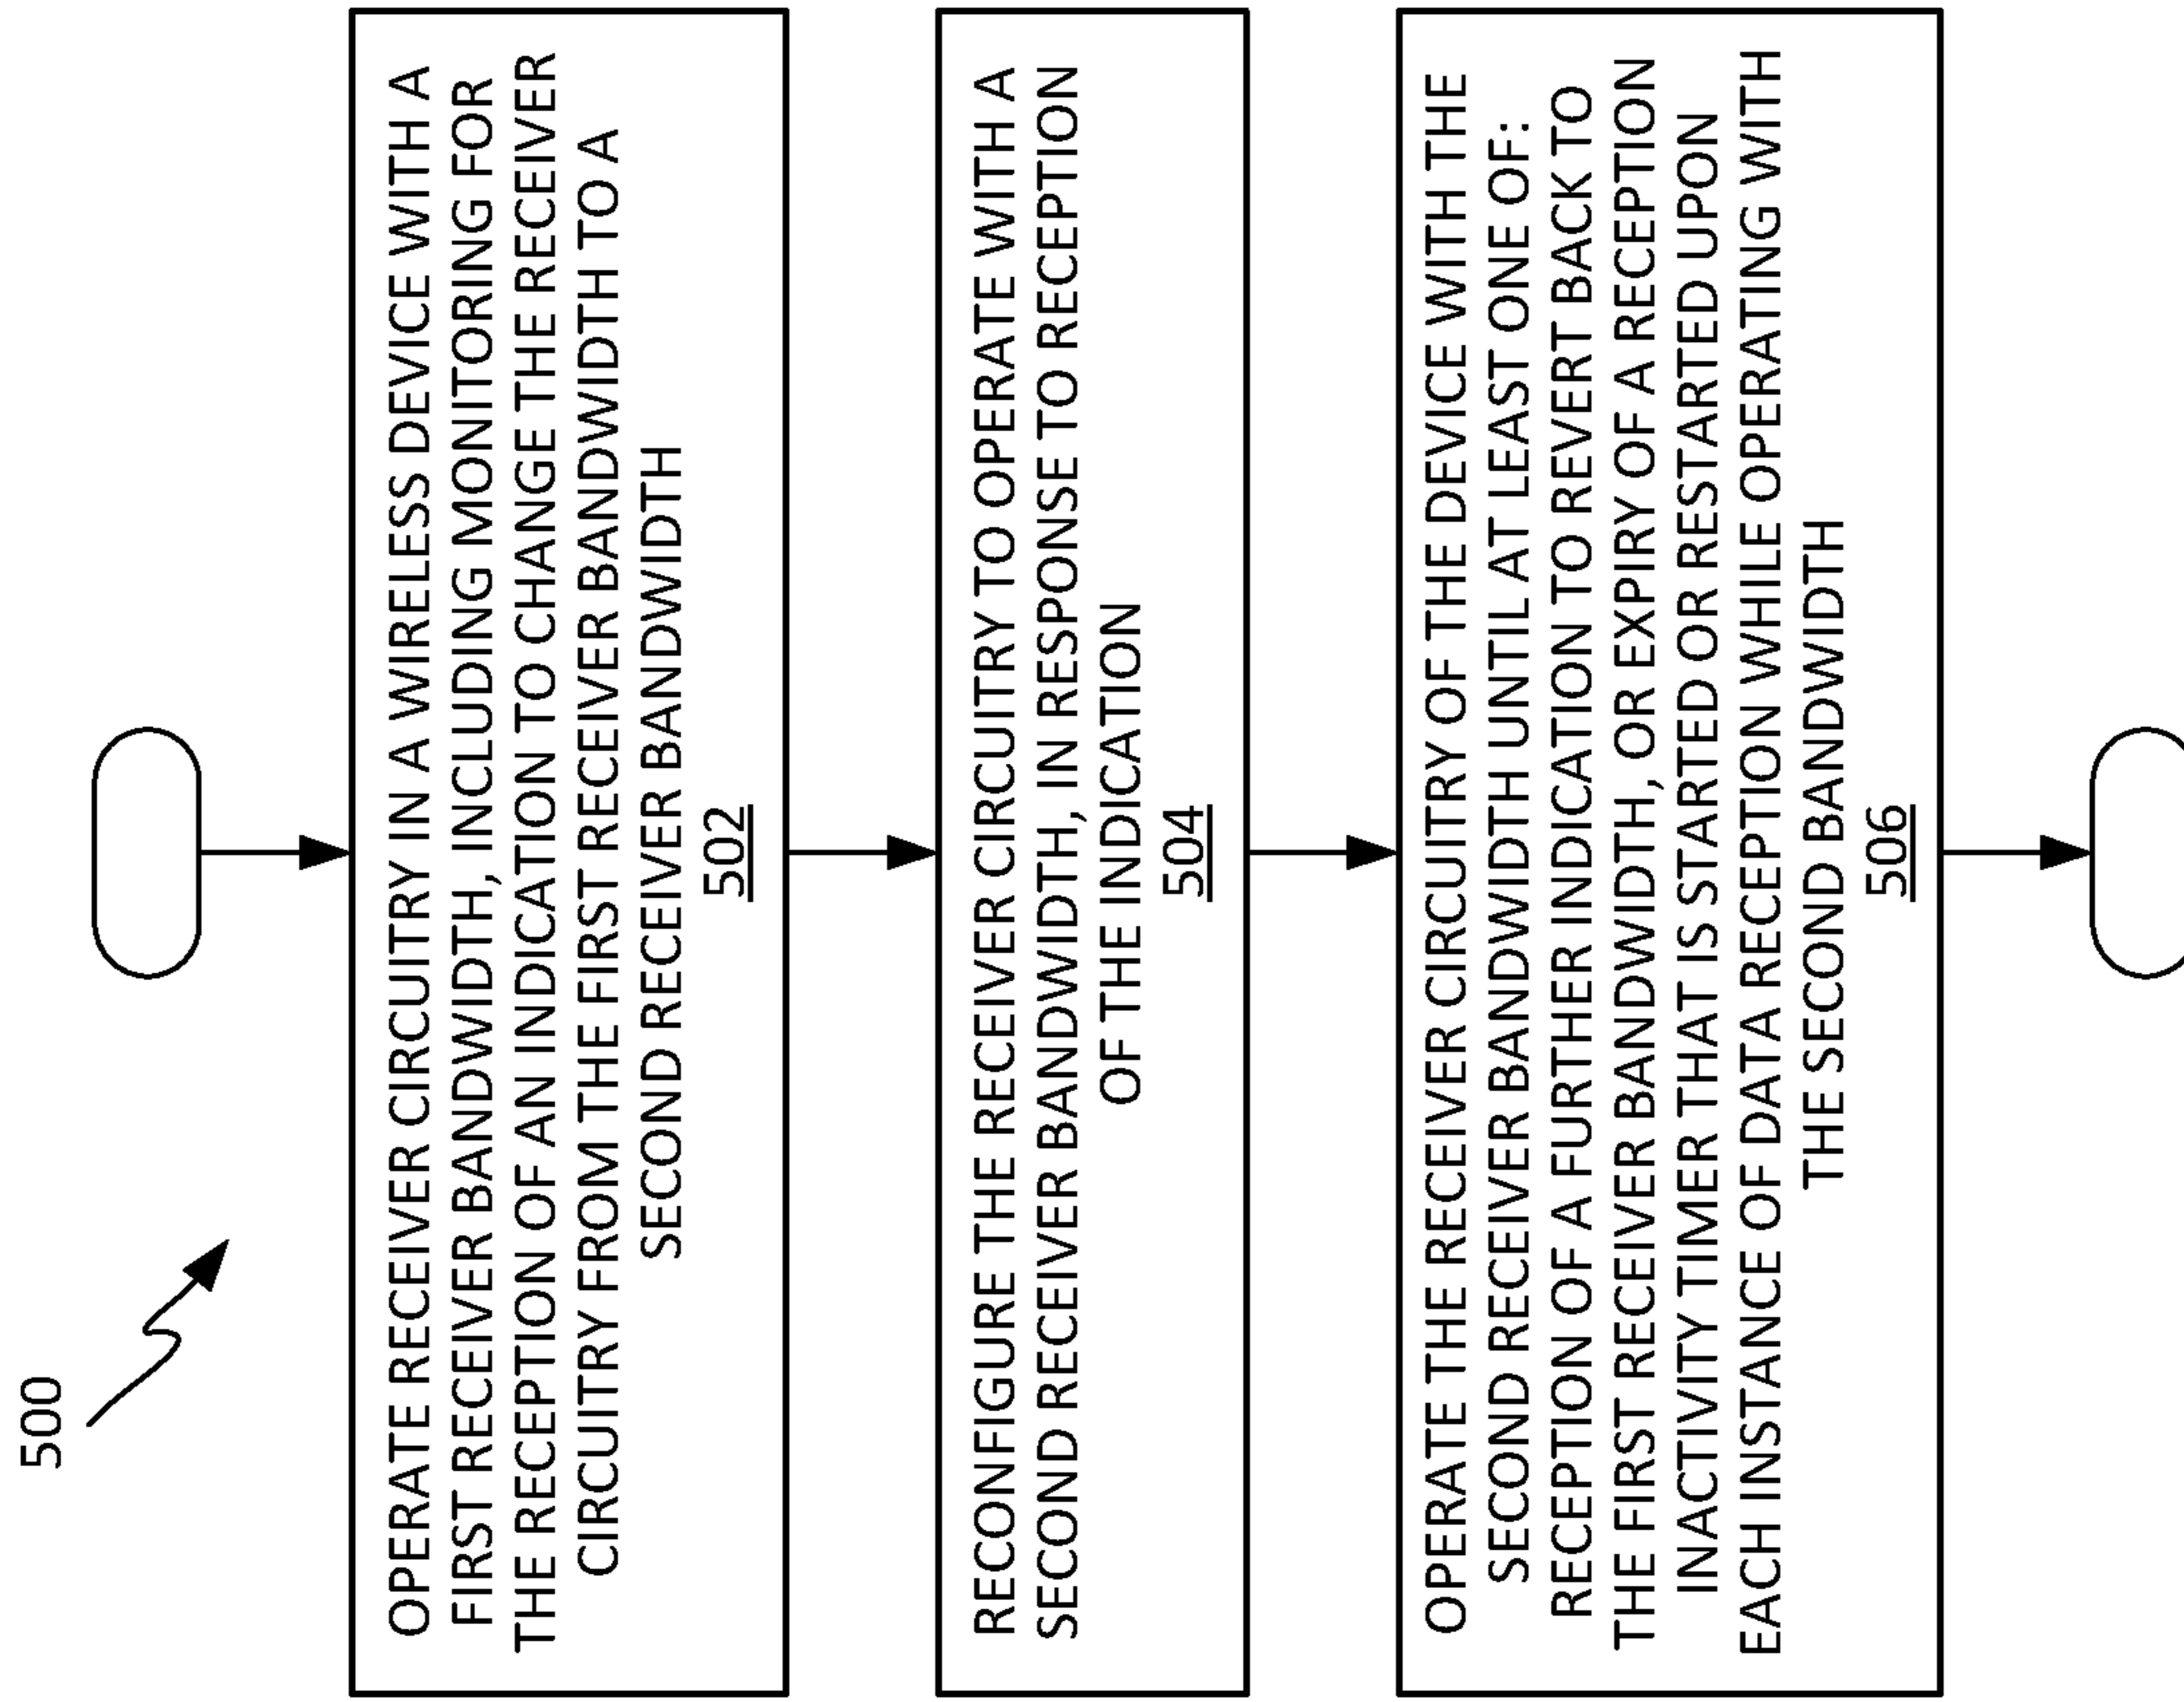 500
OPERATE RECEIVER CIRCUITRY IN A WIRELESS DEVICE WITH A
FIRST RECEIVER BANDWIDTH, INCLUDING MONITORING FOR
THE RECEPTION OF AN INDICATION TO CHANGE THE RECEIVER
CIRCUITRY FROM THE FIRST RECEIVER BANDWIDTH TO A
SECOND RECEIVER BANDWIDTH
502
RECONFIGURE THE RECEIVER CIRCUITRY TO OPERATE WITH A
SECOND RECEIVER BANDWIDTH, IN RESPONSE TO RECEPTION
OF THE INDICATION
504
OPERATE THE RECEIVER CIRCUITRY OF THE DEVICE WITH THE
SECOND RECEIVER BANDWIDTH UNTIL AT LEAST ONE OF:
RECEPTION OF A FURTHER INDICATION TO REVERT BACK TO
THE FIRST RECEIVER BANDWIDTH, OR EXPIRY OF A RECEPTION
INACTIVITY TIMER THAT IS STARTED OR RESTARTED UPON
EACH INSTANCE OF DATA RECEPTION WHILE OPERATING WITH
THE SECOND BANDWIDTH
506